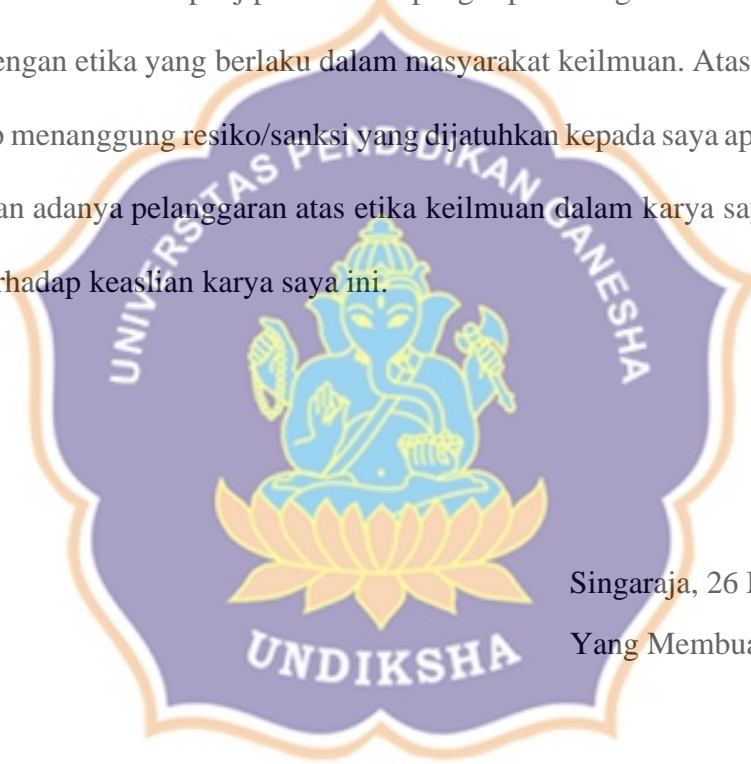 engan etika yang berlaku dalam masyarakat keilmuan. Atas
menanggung resiko/sanksi yang dijatuhkan kepada saya ap
an adanya pelanggaran atas etika keilmuan dalam karya sa
rhadap keaslian karya saya ini.
UNIVERSITAS PENDIDIKAN GANESHA
Singaraja, 26
Yang Membua
UNDIKSHA